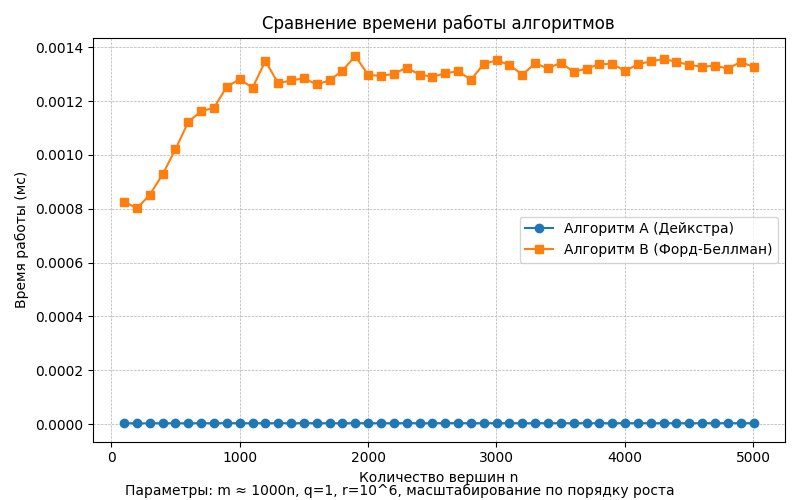 Сравнение времени работы алгоритмов
0.0014
0.0012
0.0010
0.0008
0.0006
0.0004
0.0002
0.0000
Время работы (мс)
Алгоритм A (Дейкстра)
Алгоритм B (Форд-Беллман)
0 1000 2000 3000 4000 5000
Количество вершин n
Параметры: m ≈ 1000n, q=1, r=10^6, масштабирование по порядку роста